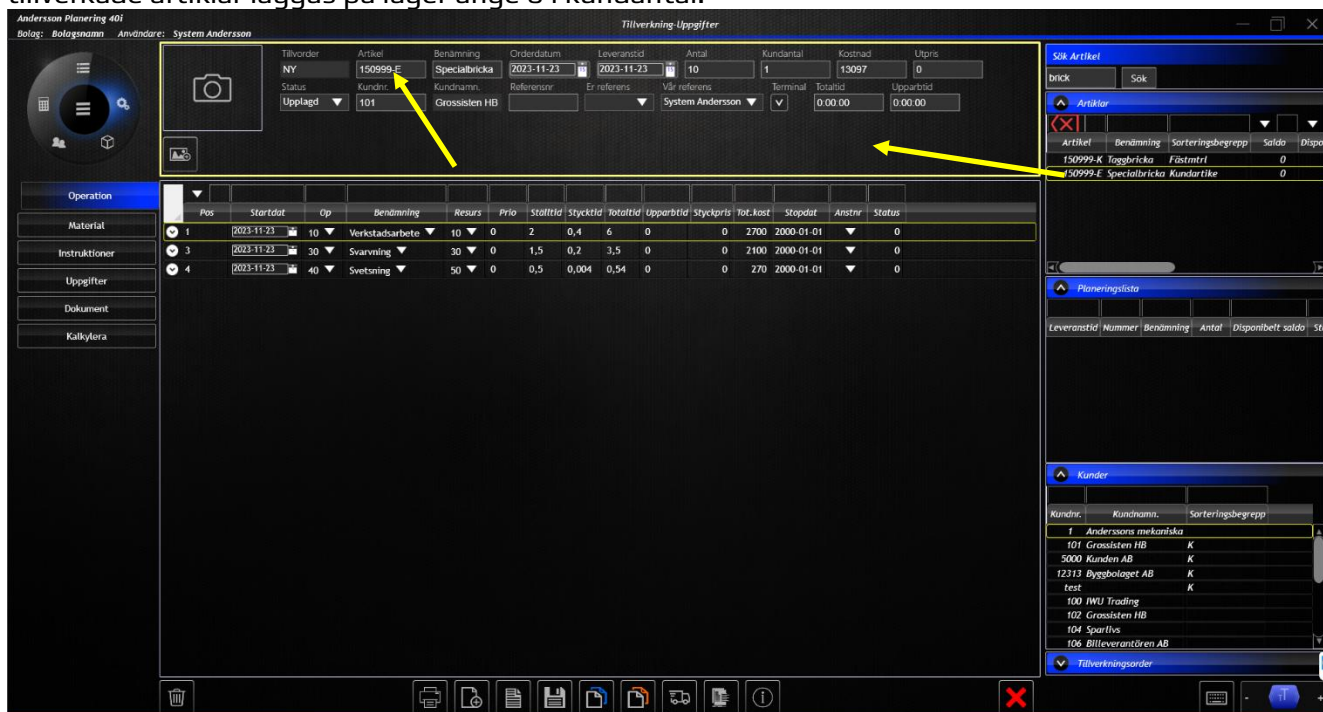 tillverkade artiklar läggas på lager ange 0 i kundantal.
Andersson Planering 40i
Tillverkning-Uppgifter
Bolag: Bolagsnamn Användare: System Andersson
Tillvorder Artikel Benämning Orderdatum Leveranstid Antal Kundantal Kostnad Utpris
NY 150999-E Specialbricka 2023-11-23 2023-11-23 10 1 13097 0
Status Kundnr. Kundnamn. Referensnr Er referens Vår referens Terminal Totaltid Upparbtid
Upplagd 101 Grossisten HB System Andersson V 0:00:00 0:00:00
Operation
Material
Instruktioner
Uppgifter
Dokument
Kalkylera
Pos Startdat Op Benämning Resurs Prio Ställtid Stycktid Totaltid Upparbtid Styckpris Tot.kost Stopdat Anstnr Status
1 2023-11-23 10 Verkstadsarbete 10 0 2 0,4 6 0 0 2700 2000-01-01 0
3 2023-11-23 30 Svarvning 30 0 1,5 0,2 3,5 0 0 2100 2000-01-01 0
4 2023-11-23 40 Svetsning 50 0 0,5 0,004 0,54 0 0 270 2000-01-01 0
Sök Artikel
brick Sök
Artiklar
Artikel Benämning Sorteringsbegrepp Saldo Dispo
150999-K Taggbricka Fästmtrl 0
150999-E Specialbricka Kundartike 0
Planeringslista
Leveranstid Nummer Benämning Antal Disponibelt saldo St
Kunder
Kundnr. Kundnamn. Sorteringsbegrepp
1 Anderssons mekaniska
101 Grossisten HB K
5000 Kunden AB K
12313 Byggbolaget AB K
test K
100 IWU Trading
102 Grossisten HB
104 Sparlivs
106 Billeverantören AB
Tillverkningsorder
- T +